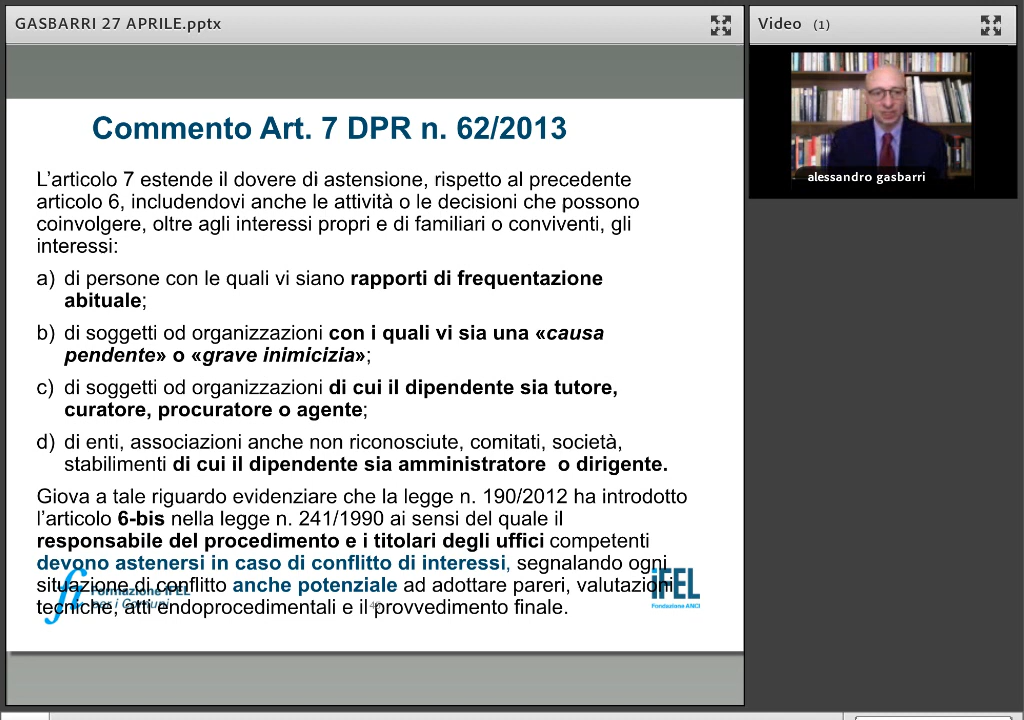 GASBARRI 27 APRILE.pptx
Video (1)
alessandro gasbarri
Commento Art. 7 DPR n. 62/2013
L’articolo 7 estende il dovere di astensione, rispetto al precedente
articolo 6, includendovi anche le attività o le decisioni che possono
coinvolgere, oltre agli interessi propri e di familiari o conviventi, gli
interessi:
a) di persone con le quali vi siano rapporti di frequentazione
abituale;
b) di soggetti od organizzazioni con i quali vi sia una «causa
pendente» o «grave inimicizia»;
c) di soggetti od organizzazioni di cui il dipendente sia tutore,
curatore, procuratore o agente;
d) di enti, associazioni anche non riconosciute, comitati, società,
stabilimenti di cui il dipendente sia amministratore o dirigente.
Giova a tale riguardo evidenziare che la legge n. 190/2012 ha introdotto
l’articolo 6-bis nella legge n. 241/1990 ai sensi del quale il
responsabile del procedimento e i titolari degli uffici competenti
devono astenersi in caso di conflitto di interessi, segnalando ogni
situazione di conflitto anche potenziale ad adottare pareri, valutazioni
tecniche, atti endoprocedimentali e il provvedimento finale.
Formazione IFEL
per i Comuni
iFEL
Fondazione ANCI